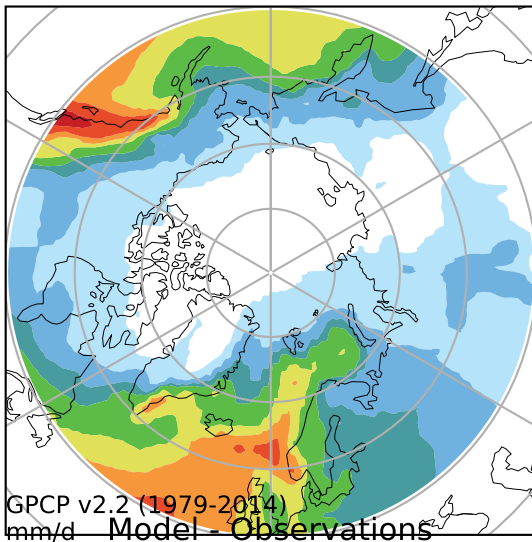 GPCP v2.2 (1979-2014)
mm/d Model - Observations